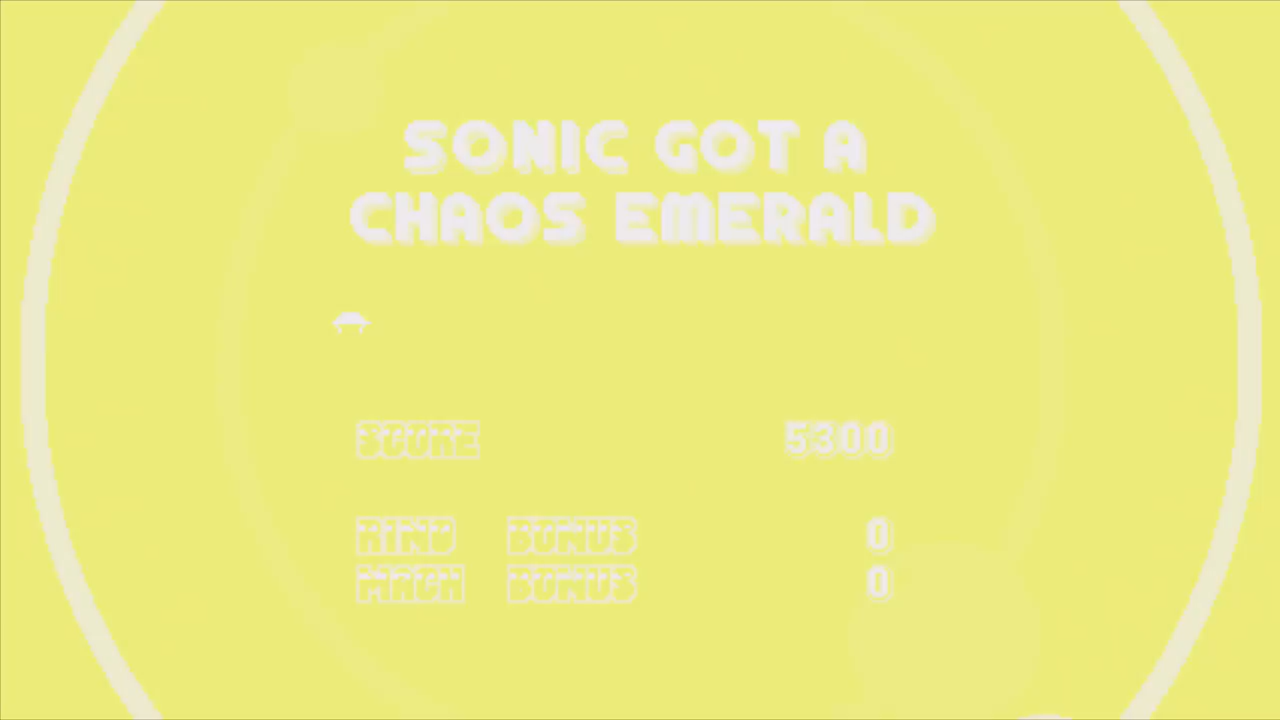 SONIC GOT A
CHAOS EMERALD
SCORE 5300
RING BONUS 0
MACH BONUS 0